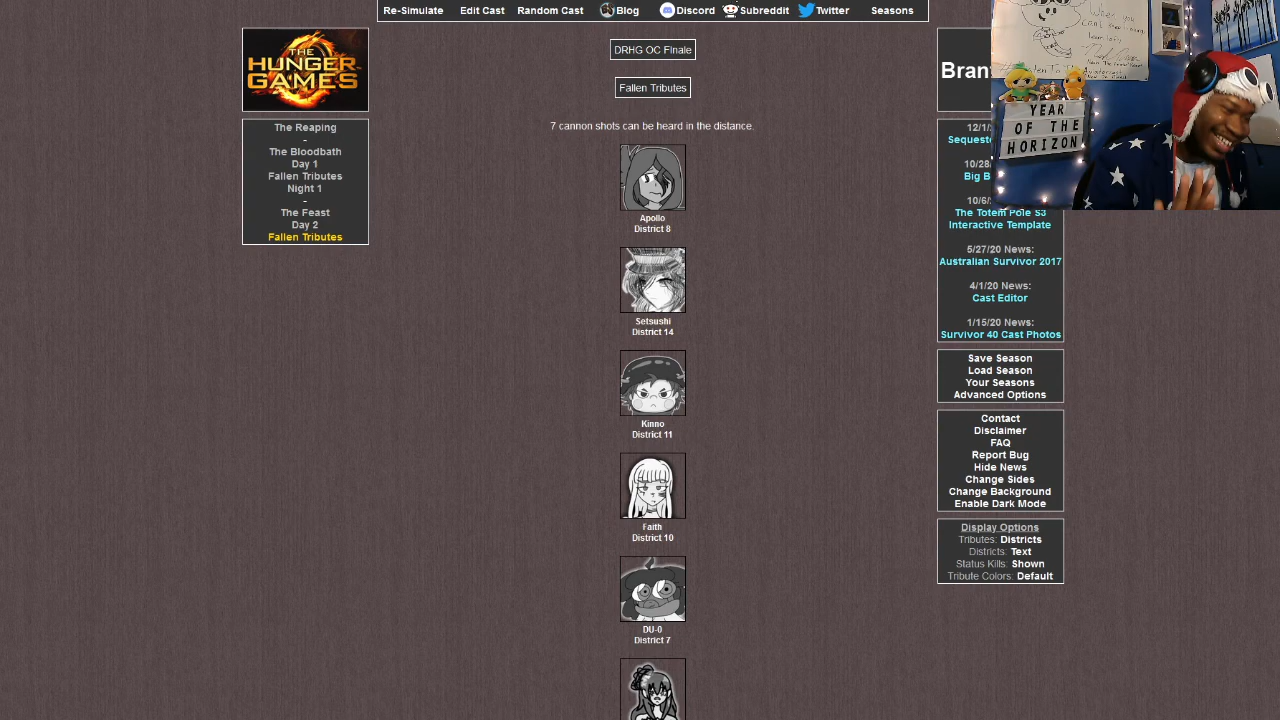 Re-Simulate Edit Cast Random Cast Blog Discord Subreddit Twitter Seasons
THE
HUNGER
GAMES
The Reaping
-
The Bloodbath
Day 1
Fallen Tributes
Night 1
-
The Feast
Day 2
Fallen Tributes
DRHG OC FInale
Fallen Tributes
7 cannon shots can be heard in the distance.
Apollo
District 8
Setsushi
District 14
Kinno
District 11
Faith
District 10
DU-0
District 7
The Totem Pole S3
Interactive Template
5/27/20 News:
Australian Survivor 2017
4/1/20 News:
Cast Editor
1/15/20 News:
Survivor 40 Cast Photos
Save Season
Load Season
Your Seasons
Advanced Options
Contact
Disclaimer
FAQ
Report Bug
Hide News
Change Sides
Change Background
Enable Dark Mode
Display Options
Tributes: Districts
Districts: Text
Status Kills: Shown
Tribute Colors: Default
YEAR
OF THE
HORIZON